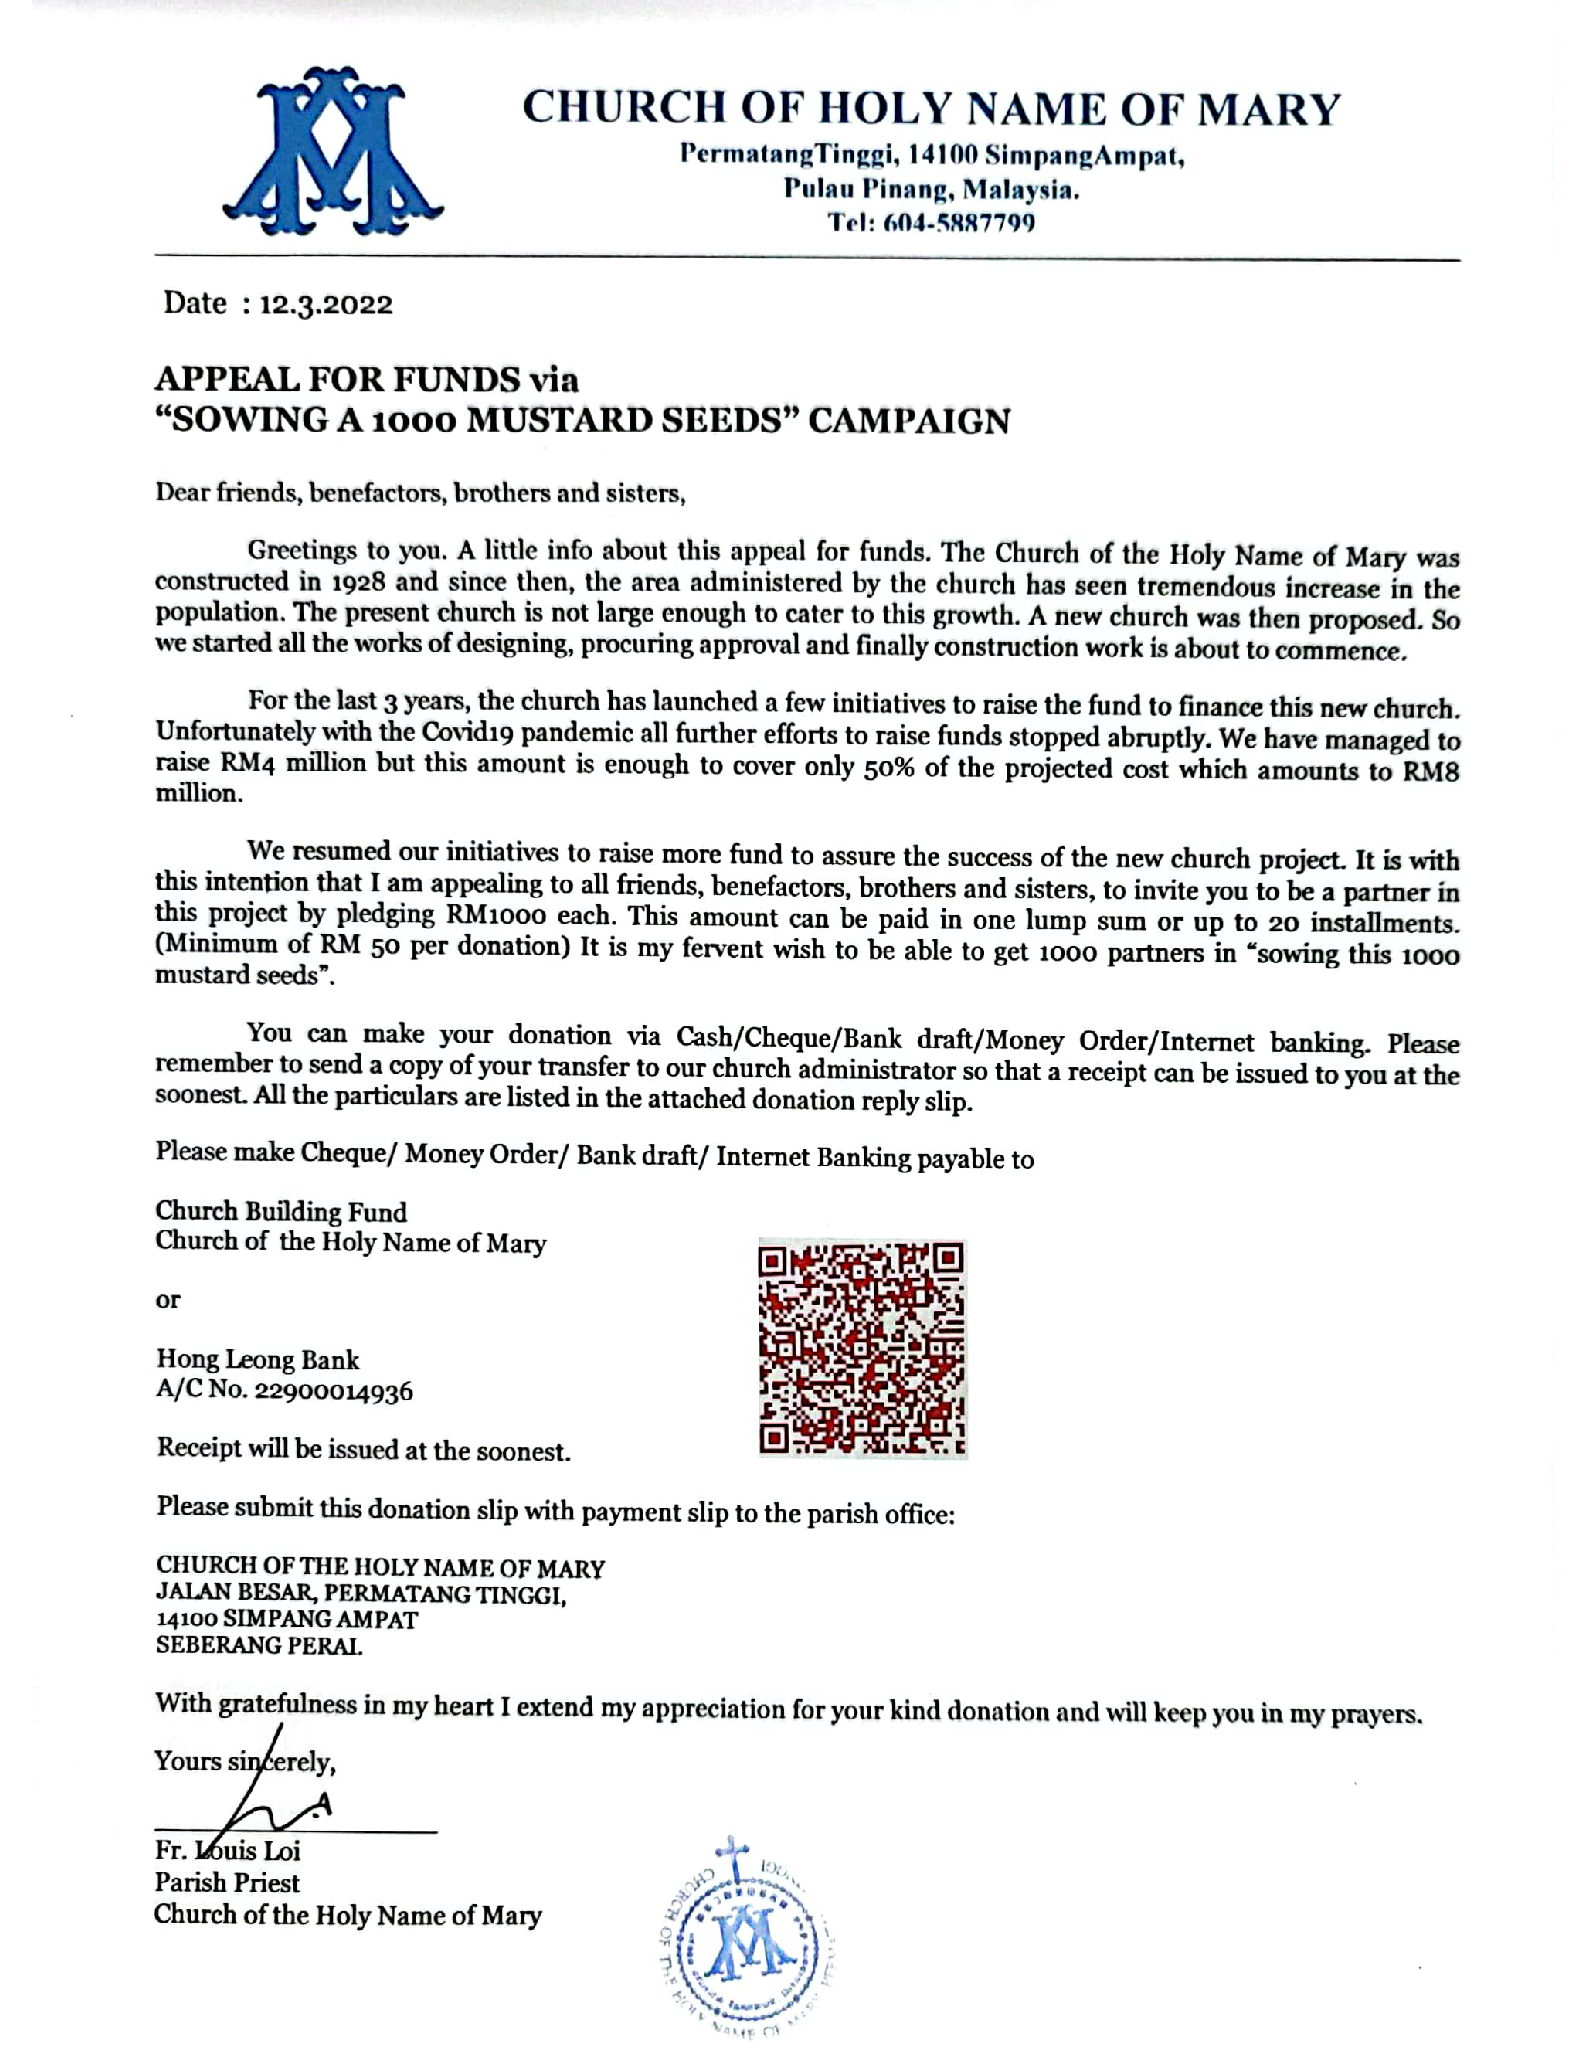 CHURCH OF HOLY NAME OF MARY
PermatangTinggi, 14100 SimpangAmpat,
Pulau Pinang, Malaysia.
Tel: 604-5887799
Date : 12.3.2022
APPEAL FOR FUNDS via
“SOWING A 1000 MUSTARD SEEDS” CAMPAIGN
Dear friends, benefactors, brothers and sisters,
Greetings to you. A little info about this appeal for funds. The Church of the Holy Name of Mary was
constructed in 1928 and since then, the area administered by the church has seen tremendous increase in the
population. The present church is not large enough to cater to this growth. A new church was then proposed. So
we started all the works of designing, procuring approval and finally construction work is about to commence.
For the last 3 years, the church has launched a few initiatives to raise the fund to finance this new church.
Unfortunately with the Covid19 pandemic all further efforts to raise funds stopped abruptly. We have managed to
raise RM4 million but this amount is enough to cover only 50% of the projected cost which amounts to RM8
million.
We resumed our initiatives to raise more fund to assure the success of the new church project. It is with
this intention that I am appealing to all friends, benefactors, brothers and sisters, to invite you to be a partner in
this project by pledging RM1000 each. This amount can be paid in one lump sum or up to 20 installments.
(Minimum of RM 50 per donation) It is my fervent wish to be able to get 1000 partners in “sowing this 1000
mustard seeds”.
You can make your donation via Cash/Cheque/Bank draft/Money Order/Internet banking. Please
remember to send a copy of your transfer to our church administrator so that a receipt can be issued to you at the
soonest. All the particulars are listed in the attached donation reply slip.
Please make Cheque/ Money Order/ Bank draft/ Internet Banking payable to
Church Building Fund
Church of the Holy Name of Mary
or
Hong Leong Bank
A/C No. 22900014936
Receipt will be issued at the soonest.
Please submit this donation slip with payment slip to the parish office:
CHURCH OF THE HOLY NAME OF MARY
JALAN BESAR, PERMATANG TINGGI,
14100 SIMPANG AMPAT
SEBERANG PERAI.
With gratefulness in my heart I extend my appreciation for your kind donation and will keep you in my prayers.
Yours sincerely,
Fr. Louis Loi
Parish Priest
Church of the Holy Name of Mary
CHURCH OF THE HOLY NAME OF MARY